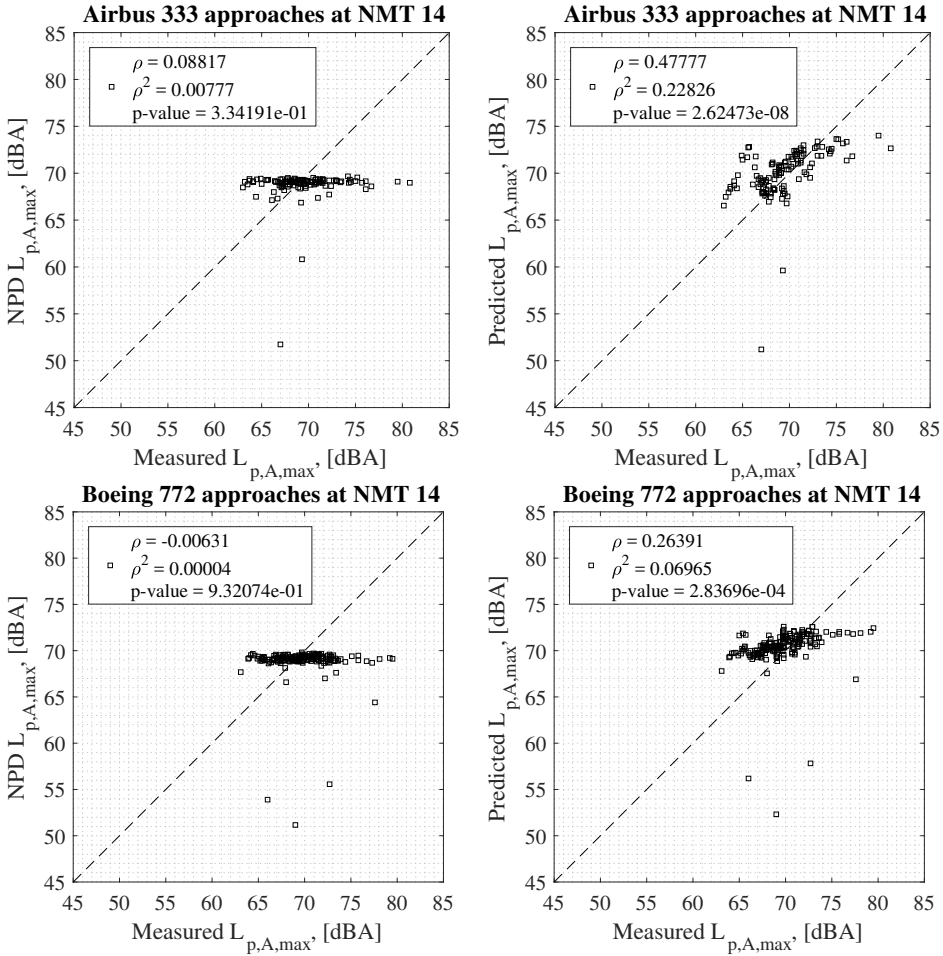 Airbus 333 approaches at NMT 14
85
80
75
70
65
60
55
50
45
NPD L p,A,max, [dBA]
ρ = 0.08817
ρ² = 0.00777
p-value = 3.34191e-01
45 50 55 60 65 70 75 80 85
Measured L p,A,max, [dBA]
Airbus 333 approaches at NMT 14
85
80
75
70
65
60
55
50
45
Predicted L p,A,max, [dBA]
ρ = 0.47777
ρ² = 0.22826
p-value = 2.62473e-08
45 50 55 60 65 70 75 80 85
Measured L p,A,max, [dBA]
Boeing 772 approaches at NMT 14
85
80
75
70
65
60
55
50
45
NPD L p,A,max, [dBA]
ρ = -0.00631
ρ² = 0.00004
p-value = 9.32074e-01
45 50 55 60 65 70 75 80 85
Measured L p,A,max, [dBA]
Boeing 772 approaches at NMT 14
85
80
75
70
65
60
55
50
45
Predicted L p,A,max, [dBA]
ρ = 0.26391
ρ² = 0.06965
p-value = 2.83696e-04
45 50 55 60 65 70 75 80 85
Measured L p,A,max, [dBA]